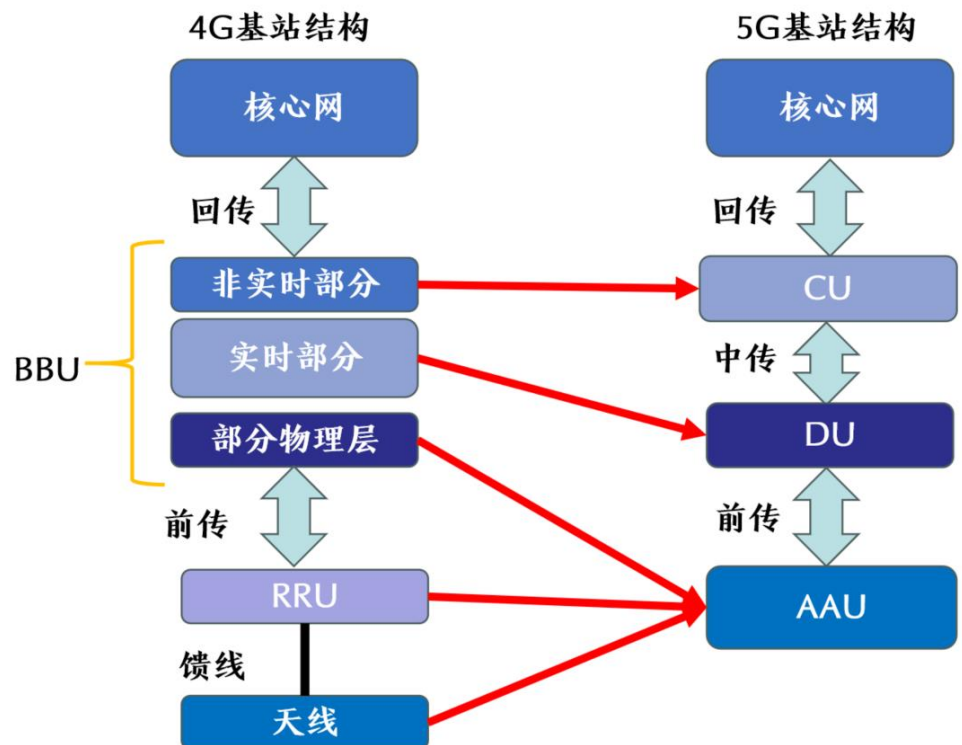 4G基站结构
5G基站结构
核心网
核心网
回传
回传
非实时部分
CU
实时部分
中传
BBU
部分物理层
DU
前传
前传
RRU
AAU
馈线
天线